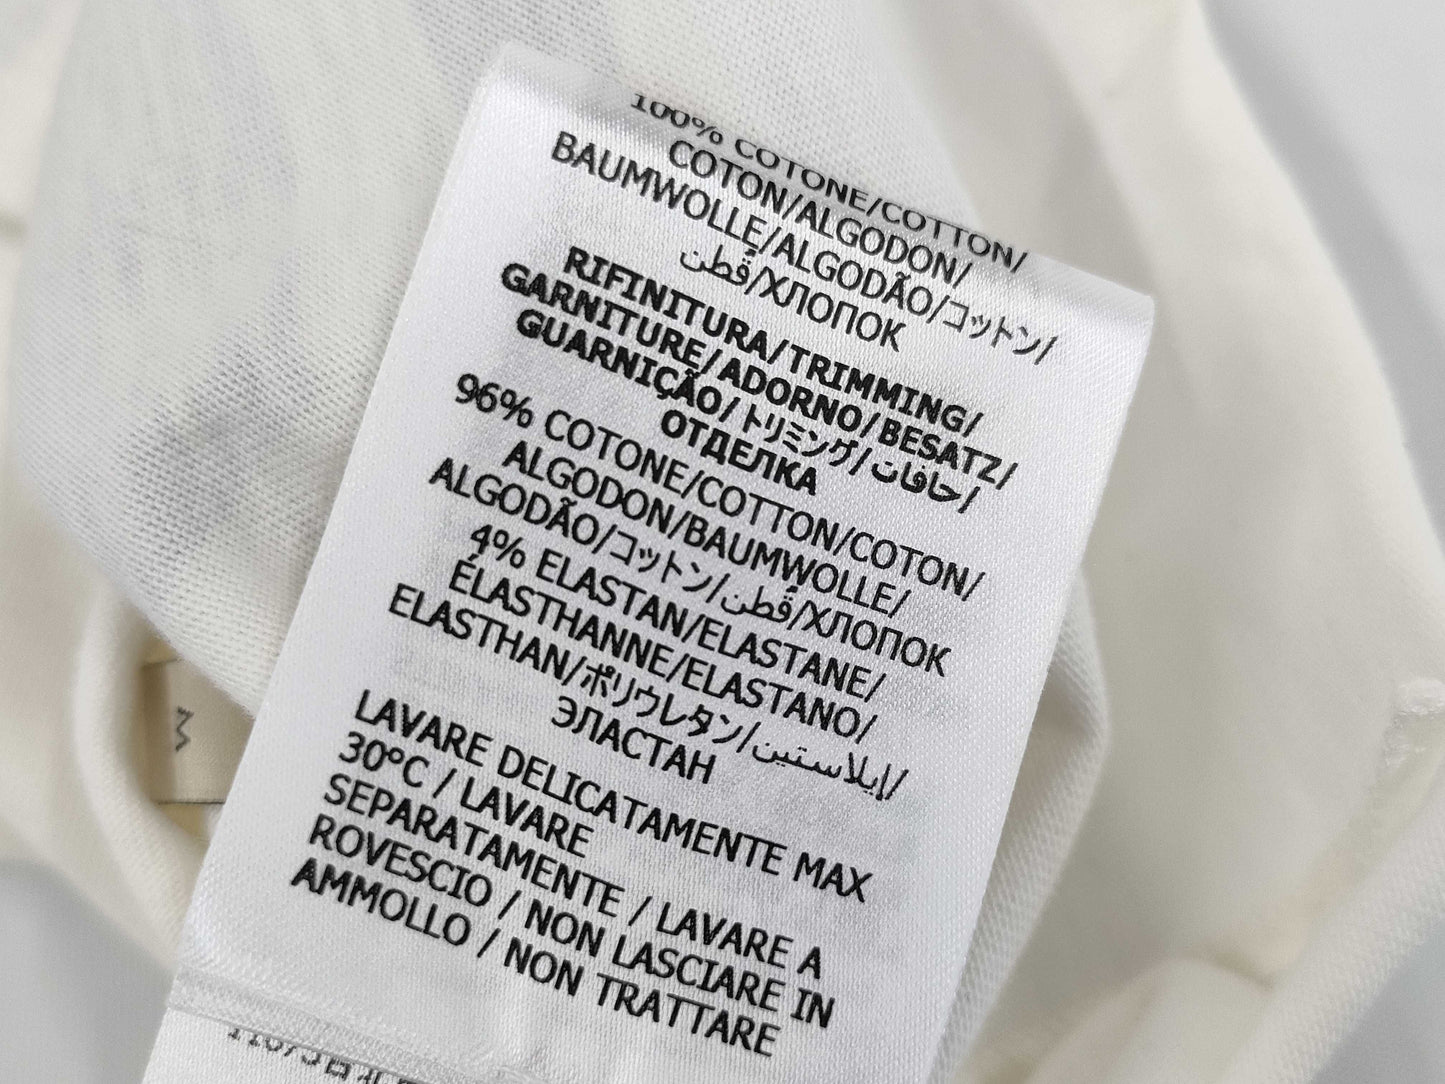 100% COTONE/COTTON/
COTON/ALGODON/
BAUMWOLLE/ALGODÃO/コットン/
قطن/ХЛОПОК
RIFINITURA/TRIMMING/
GARNITURE/ADORNO/BESATZ/
GUARNIÇÃO/トリミング/حافات/
ОТДЕЛКА
96% COTONE/COTTON/COTON/
ALGODON/BAUMWOLLE/
ALGODÃO/コットン/قطن/ХЛОПОК
4% ELASTAN/ELASTANE/
ÉLASTHANNE/ELASTANO/
ELASTHAN/ポリウレタン/إيلاستين/
ЭЛАСТАН
LAVARE DELICATAMENTE MAX
30°C / LAVARE
SEPARATAMENTE / LAVARE A
ROVESCIO / NON LASCIARE IN
AMMOLLO / NON TRATTARE
M